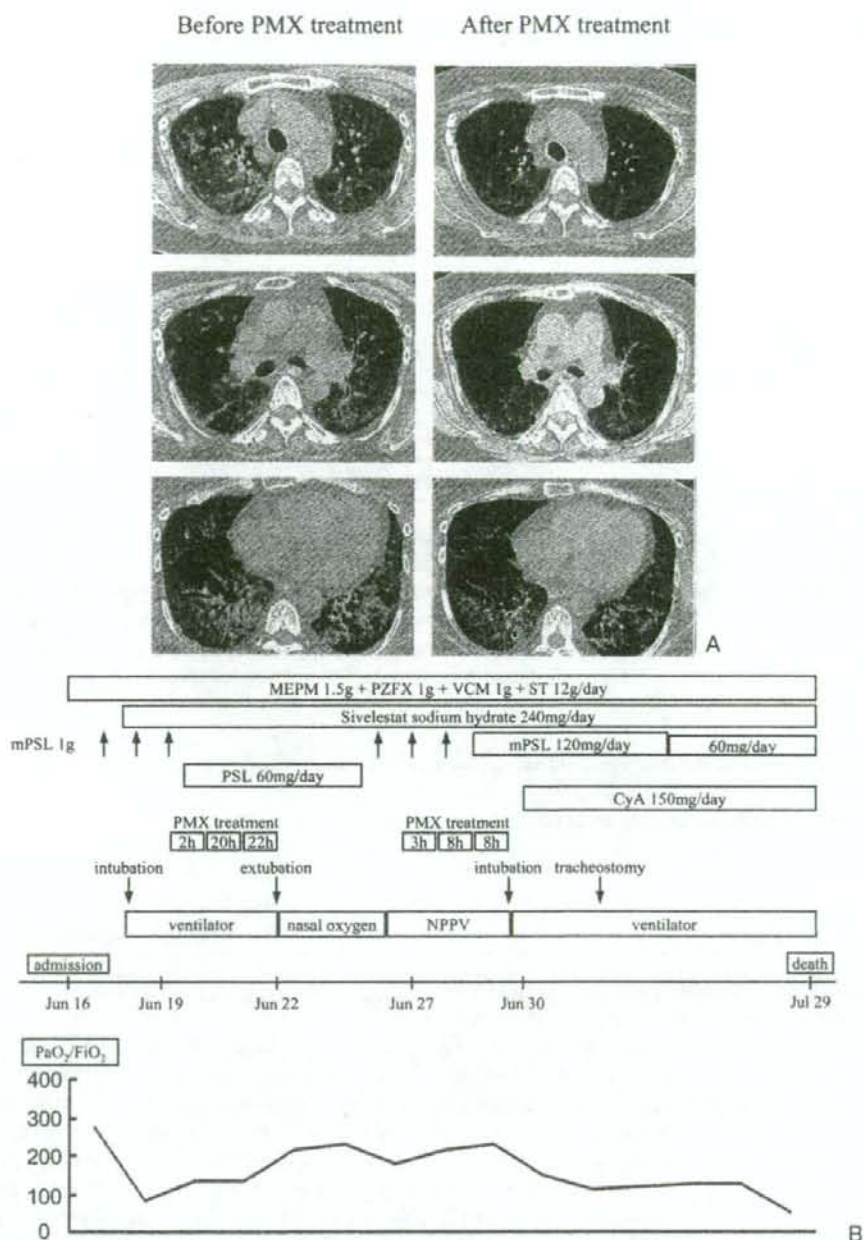 Before PMX treatment After PMX treatment
A
MEPM 1.5g + PZFX 1g + VCM 1g + ST 12g/day
Sivelestat sodium hydrate 240mg/day
mPSL 1g
mPSL 120mg/day 60mg/day
PSL 60mg/day
CyA 150mg/day
PMX treatment PMX treatment
2h 20h 22h 3h 8h 8h
intubation extubation intubation tracheostomy
ventilator nasal oxygen NPPV ventilator
admission death
Jun 16 Jun 19 Jun 22 Jun 27 Jun 30 Jul 29
PaO₂/FiO₂
400
300
200
100
0
B